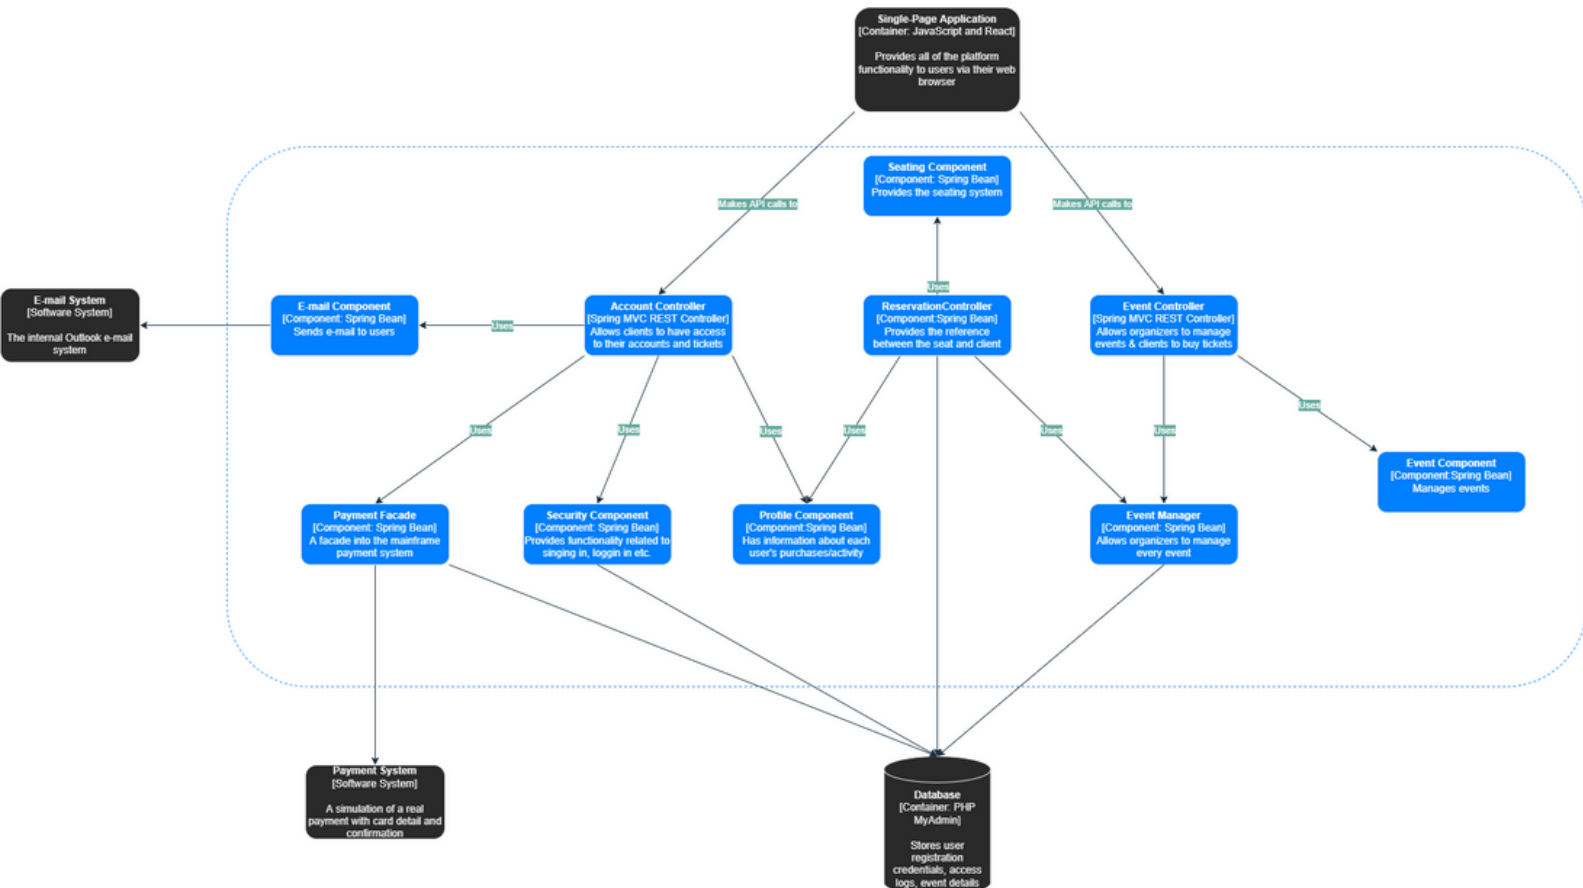 Single-Page Application
[Container: JavaScript and React]
Provides all of the platform
functionality to users via their web
browser
Seating Component
[Component: Spring Bean]
Provides the seating system
Makes API calls to
Makes API calls to
Uses
E-mail System
[Software System]
The internal Outlook e-mail
system
E-mail Component
[Component: Spring Bean]
Sends e-mail to users
Uses
Account Controller
[Spring MVC REST Controller]
Allows clients to have access
to their accounts and tickets
ReservationController
[Component:Spring Bean]
Provides the reference
between the seat and client
Event Controller
[Spring MVC REST Controller]
Allows organizers to manage
events & clients to buy tickets
Uses
Uses
Uses
Uses
Uses
Uses
Uses
Event Component
[Component:Spring Bean]
Manages events
Payment Facade
[Component: Spring Bean]
A facade into the mainframe
payment system
Security Component
[Component: Spring Bean]
Provides functionality related to
singing in, loggin in etc.
Profile Component
[Component:Spring Bean]
Has information about each
user's purchases/activity
Event Manager
[Component: Spring Bean]
Allows organizers to manage
every event
Payment System
[Software System]
A simulation of a real
payment with card detail and
confirmation
Database
[Container: PHP
MyAdmin]
Stores user
registration
credentials, access
logs, event details